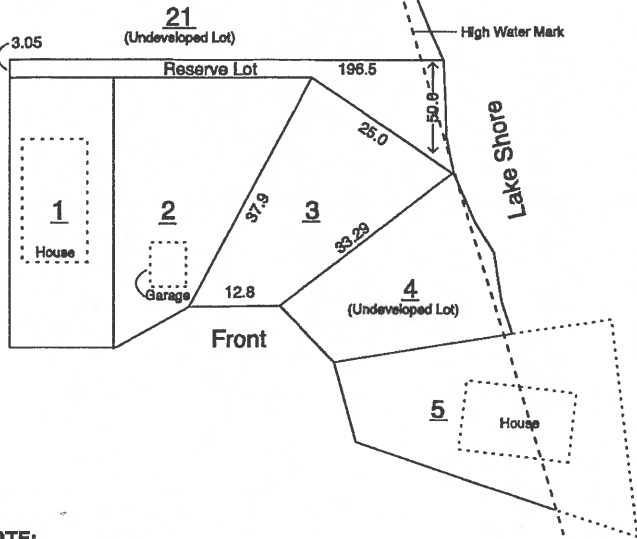 21
(Undeveloped Lot)
High Water Mark
3.05
Reserve Lot
196.5
50.6
25.0
Lake Shore
1
House
2
37.9
3
33.29
Garage
12.8
4
(Undeveloped Lot)
Front
5
House